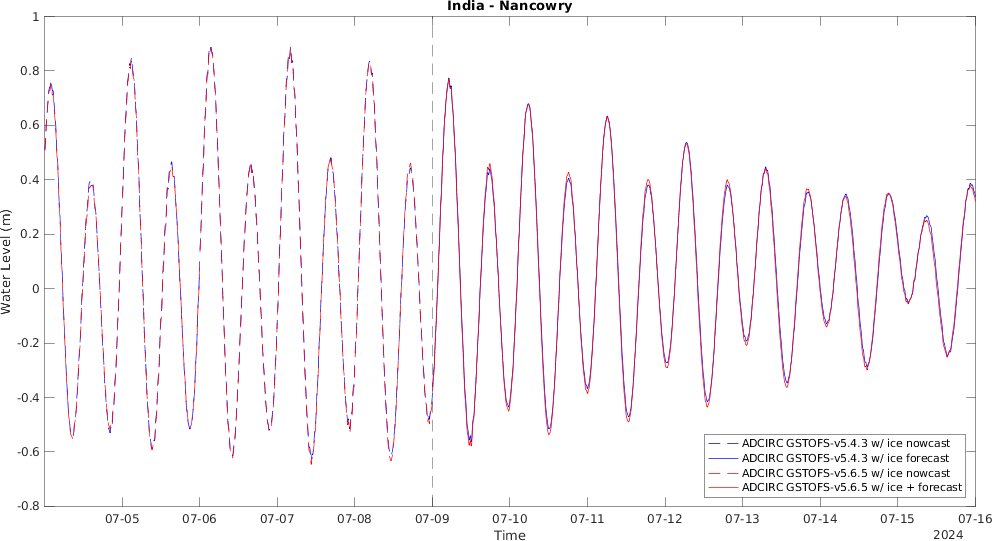 India - Nancowry
Water Level (m)
1
0.8
0.6
0.4
0.2
0
-0.2
-0.4
-0.6
-0.8
ADCIRC GSTOFS-v5.4.3 w/ ice nowcast
ADCIRC GSTOFS-v5.4.3 w/ ice forecast
ADCIRC GSTOFS-v5.6.5 w/ ice nowcast
ADCIRC GSTOFS-v5.6.5 w/ ice + forecast
07-05 07-06 07-07 07-08 07-09 07-10 07-11 07-12 07-13 07-14 07-15 07-16
Time
2024